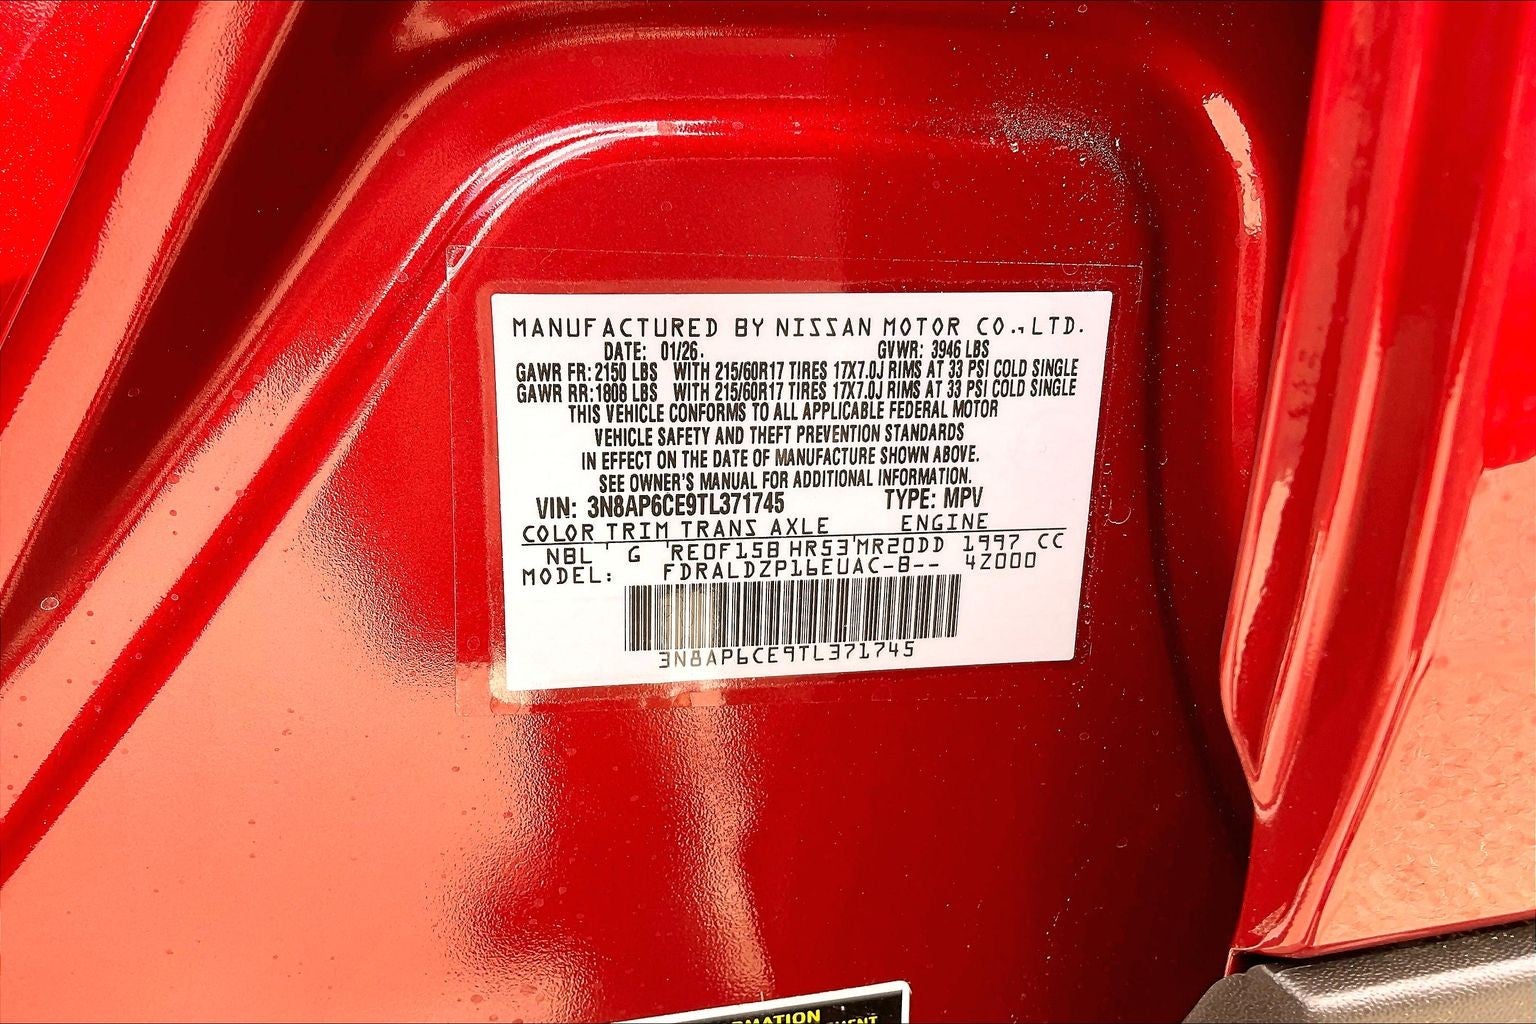 MANUFACTURED BY NISSAN MOTOR CO.,LTD.
DATE: 01/26. GVWR: 3946 LBS
GAWR FR: 2150 LBS WITH 215/60R17 TIRES 17X7.0J RIMS AT 33 PSI COLD SINGLE
GAWR RR: 1808 LBS WITH 215/60R17 TIRES 17X7.0J RIMS AT 33 PSI COLD SINGLE
THIS VEHICLE CONFORMS TO ALL APPLICABLE FEDERAL MOTOR
VEHICLE SAFETY AND THEFT PREVENTION STANDARDS
IN EFFECT ON THE DATE OF MANUFACTURE SHOWN ABOVE.
SEE OWNER'S MANUAL FOR ADDITIONAL INFORMATION.
VIN: 3N8AP6CE9TL371745 TYPE: MPV
COLOR TRIM TRANS AXLE ENGINE
NBL G RE0F15B HR53 MR20DD 1997 CC
MODEL: FDRALDZP16EUAC-B-- 4Z000
3N8AP6CE9TL371745